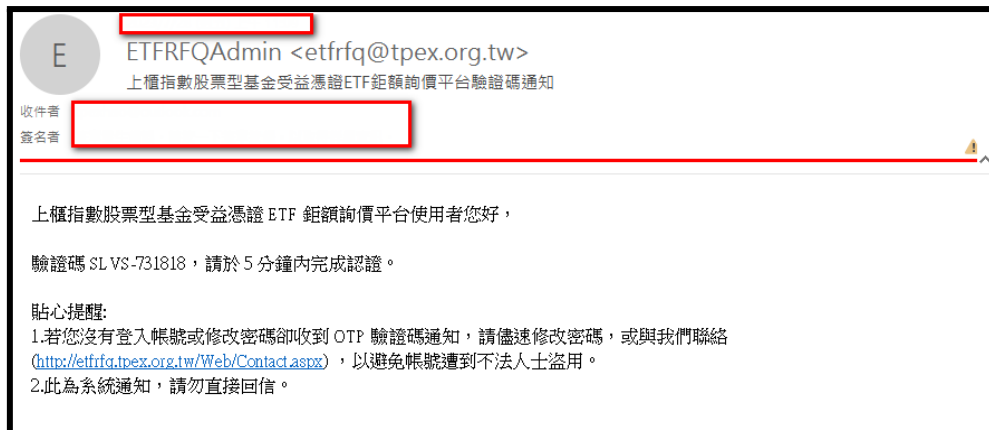 E
ETFRFQAdmin <etfrfq@tpex.org.tw>
上櫃指數股票型基金受益憑證ETF鉅額詢價平台驗證碼通知
收件者
簽名者
上櫃指數股票型基金受益憑證 ETF 鉅額詢價平台使用者您好，
驗證碼 SLVS-731818，請於 5 分鐘內完成認證。
貼心提醒:
1.若您沒有登入帳號或修改密碼卻收到 OTP 驗證碼通知，請儘速修改密碼，或與我們聯絡
(http://etfrfq.tpex.org.tw/Web/Contact.aspx) ，以避免帳號遭到不法人士盜用。
2.此為系統通知，請勿直接回信。